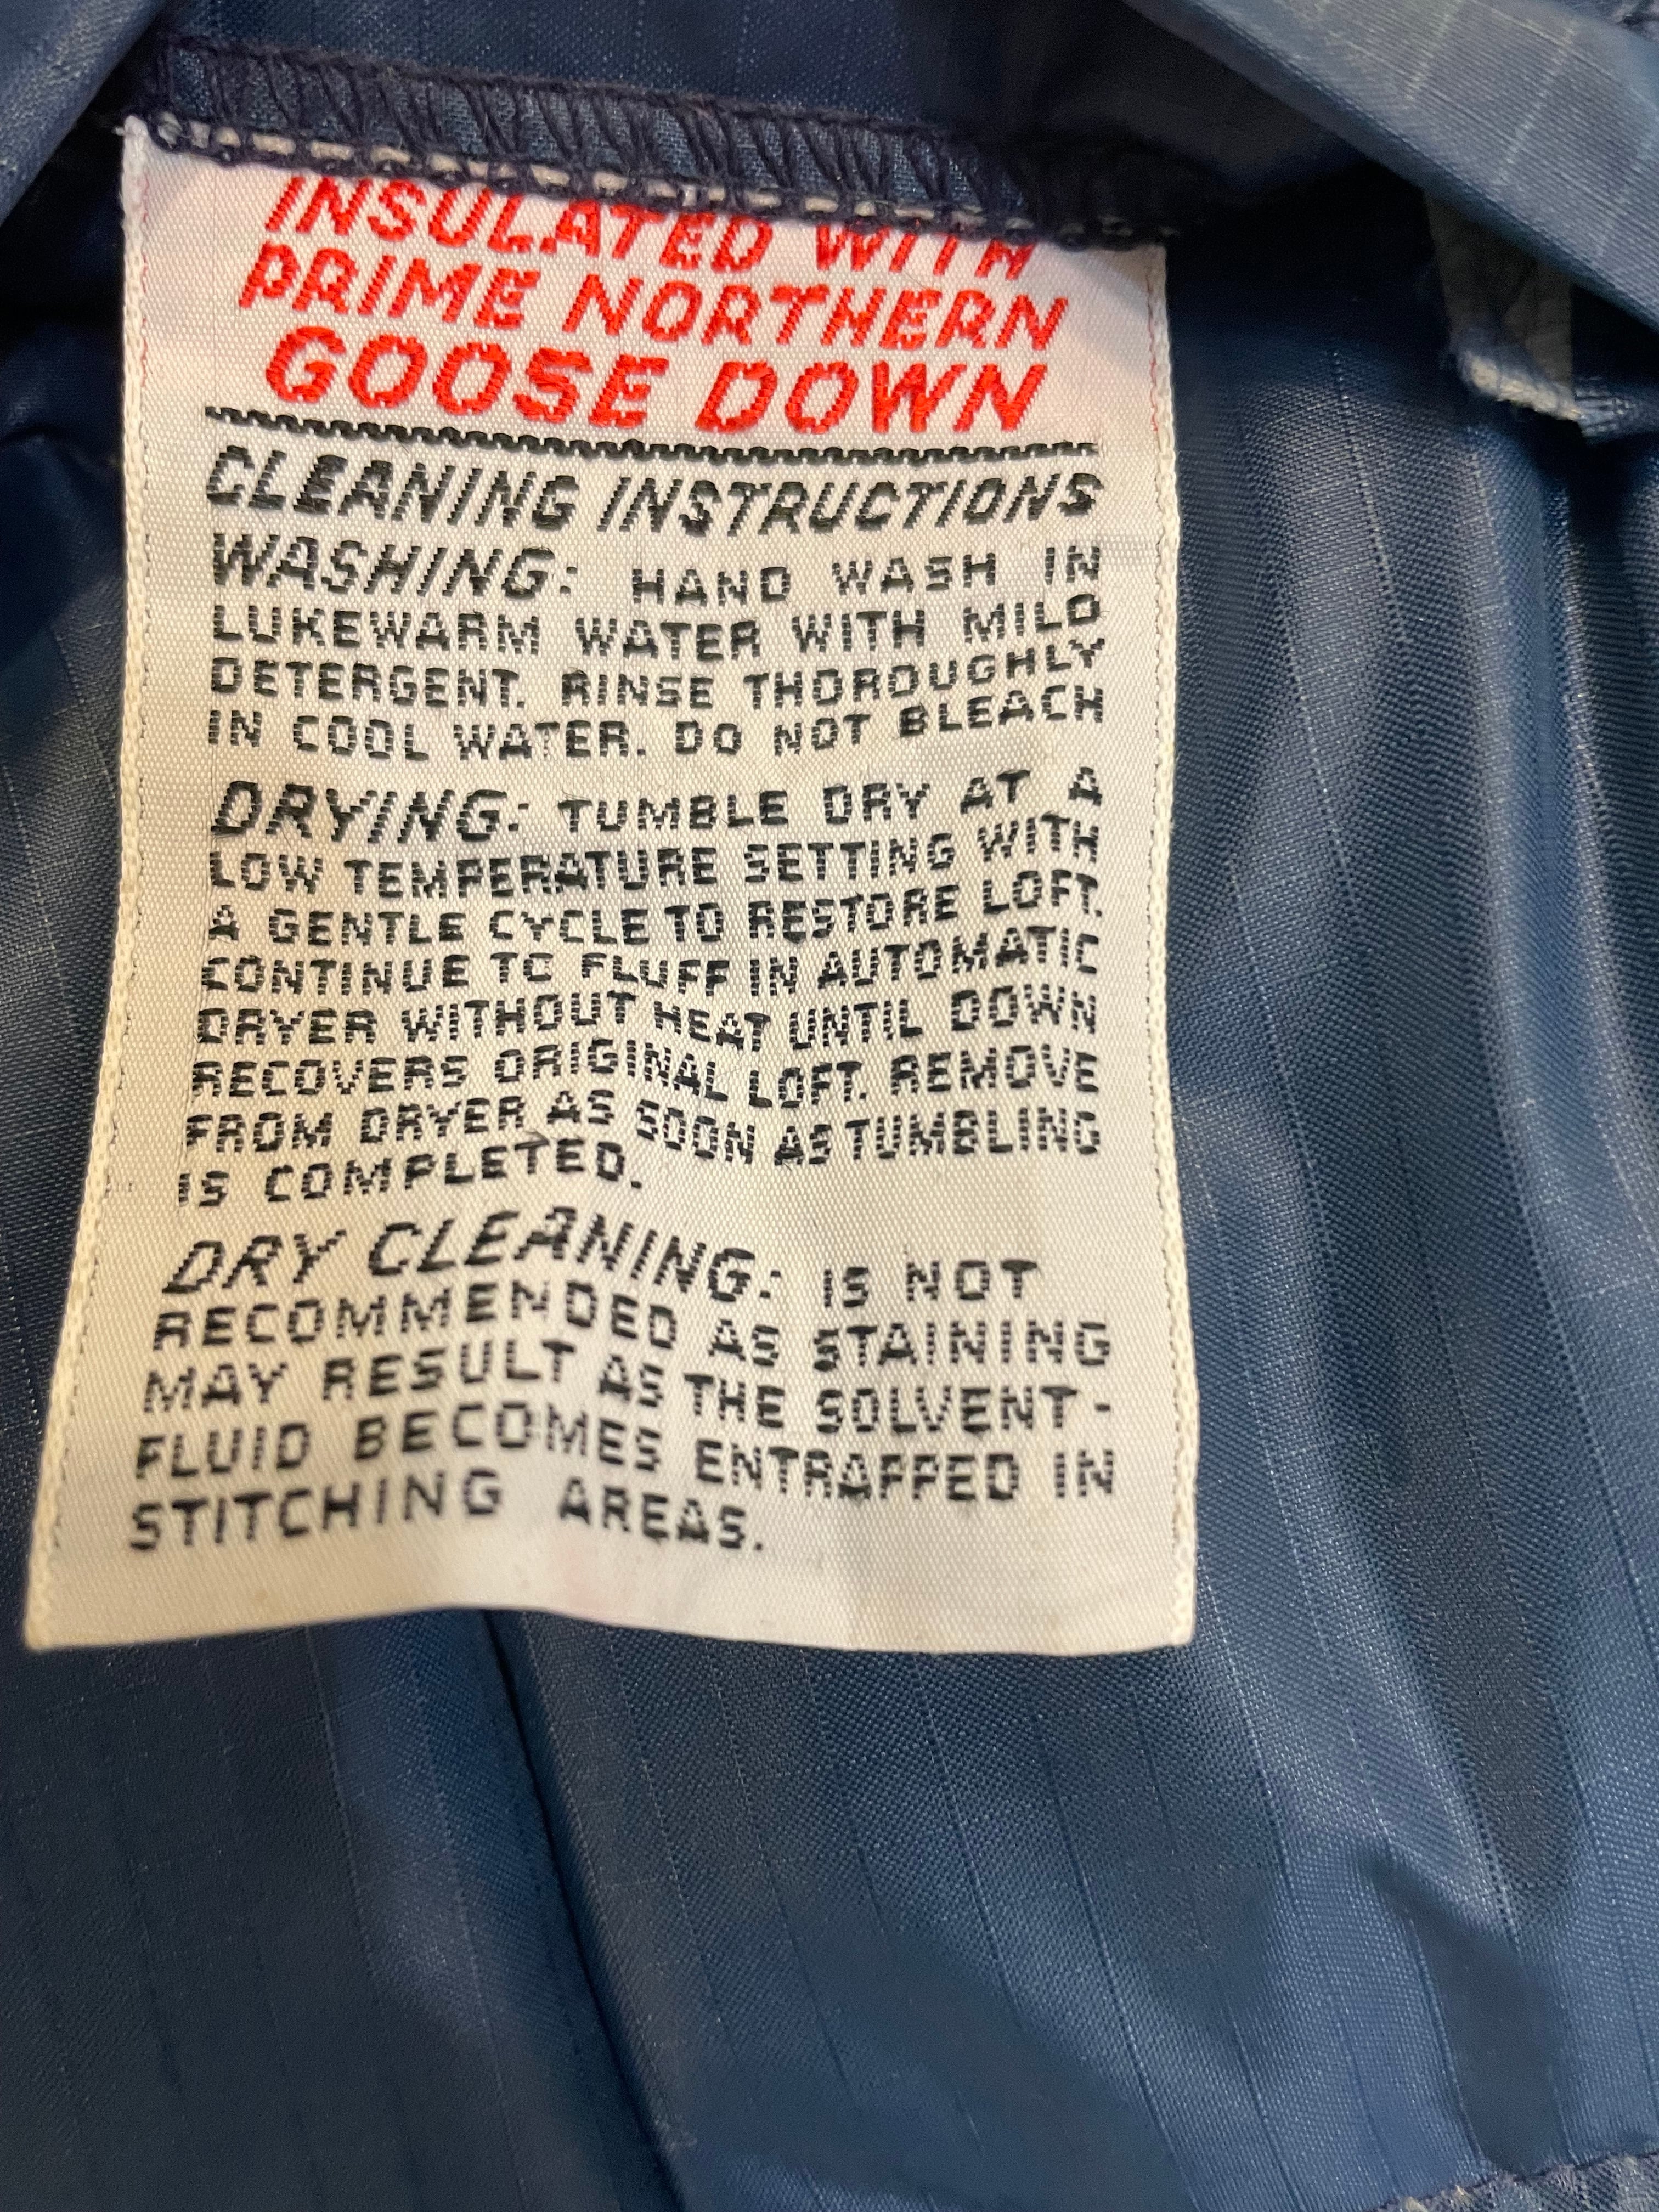 INSULATED WITH
PRIME NORTHERN
GOOSE DOWN
CLEANING INSTRUCTIONS
WASHING: HAND WASH IN
LUKEWARM WATER WITH MILD
DETERGENT. RINSE THOROUGHLY
IN COOL WATER. DO NOT BLEACH
DRYING: TUMBLE DRY AT A
LOW TEMPERATURE SETTING WITH
A GENTLE CYCLE TO RESTORE LOFT.
CONTINUE TO FLUFF IN AUTOMATIC
DRYER WITHOUT HEAT UNTIL DOWN
RECOVERS ORIGINAL LOFT. REMOVE
FROM DRYER AS SOON AS TUMBLING
IS COMPLETED.
DRY CLEANING: IS NOT
RECOMMENDED AS STAINING
MAY RESULT AS THE SOLVENT-
FLUID BECOMES ENTRAPPED IN
STITCHING AREAS.